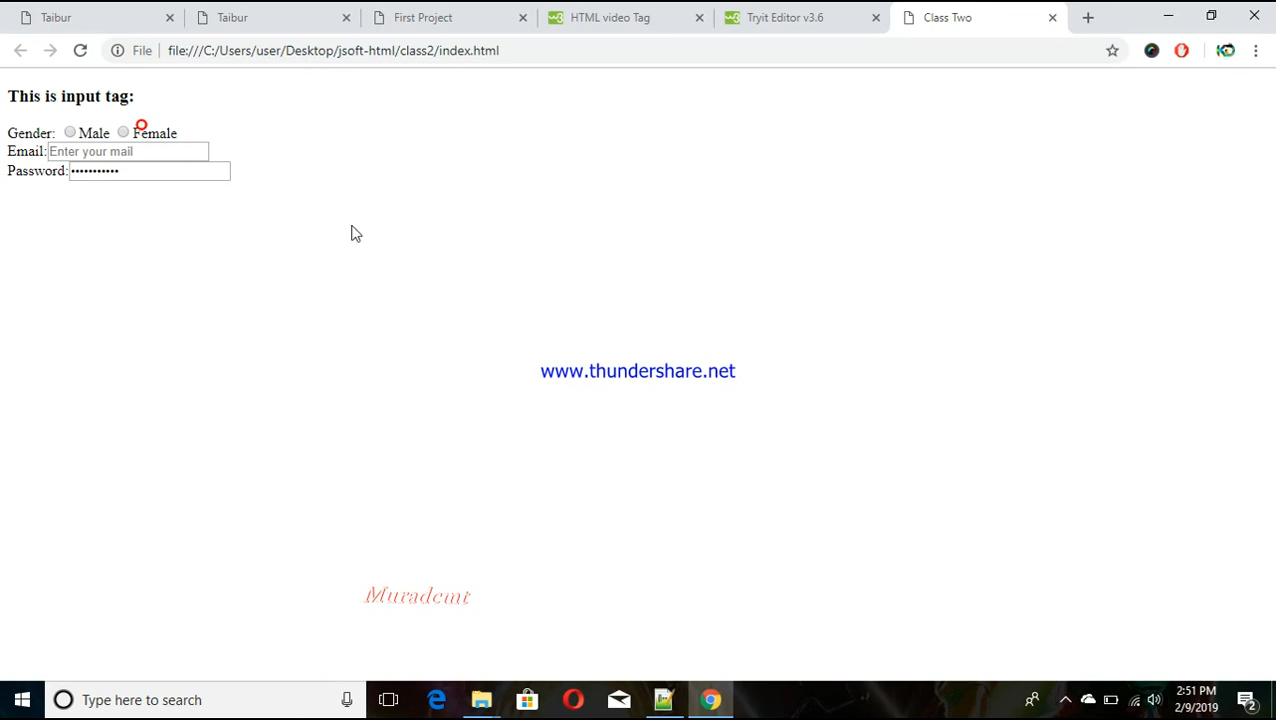 Taibur
Taibur
First Project
HTML video Tag
Tryit Editor v3.6
Class Two
File
file:///C:/Users/user/Desktop/jsoft-html/class2/index.html
This is input tag:
Gender: Male Female
Email: Enter your mail
Password: •••••••••••
www.thundershare.net
Muradcmt
Type here to search
2:51 PM
2/9/2019
2